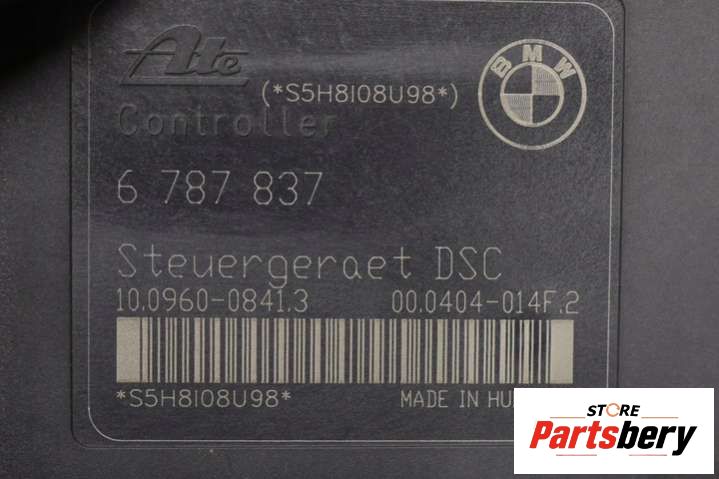 Ate
BMW
(*S5H8I08U98*)
Controller
6 787 837
Steuergeraet DSC
10.0960-0841.3 00.0404-014F.2
*S5H8I08U98* MADE IN HU
STORE
Partsbery